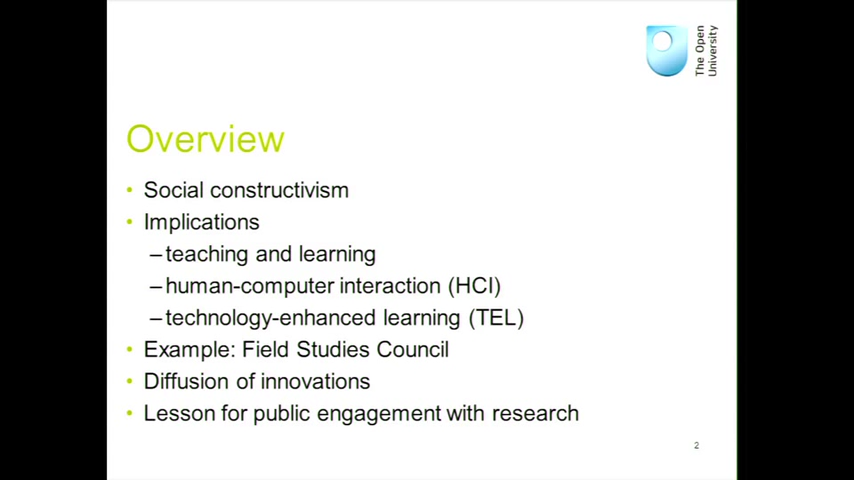 The Open
University
Overview
• Social constructivism
• Implications
– teaching and learning
– human-computer interaction (HCI)
– technology-enhanced learning (TEL)
• Example: Field Studies Council
• Diffusion of innovations
• Lesson for public engagement with research
2